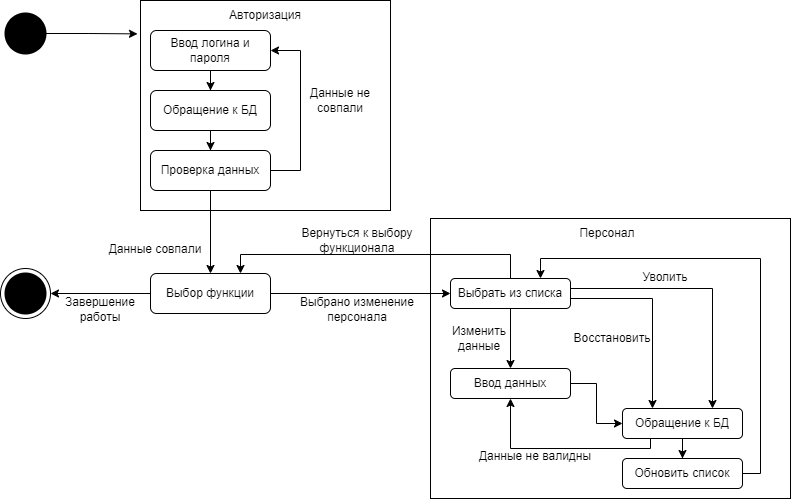 Авторизация
Ввод логина и
пароля
Данные не
совпали
Обращение к БД
Проверка данных
Данные совпали
Вернуться к выбору
функционала
Персонал
Выбор функции
Завершение
работы
Выбрано изменение
персонала
Выбрать из списка
Уволить
Изменить
данные
Восстановить
Ввод данных
Обращение к БД
Данные не валидны
Обновить список